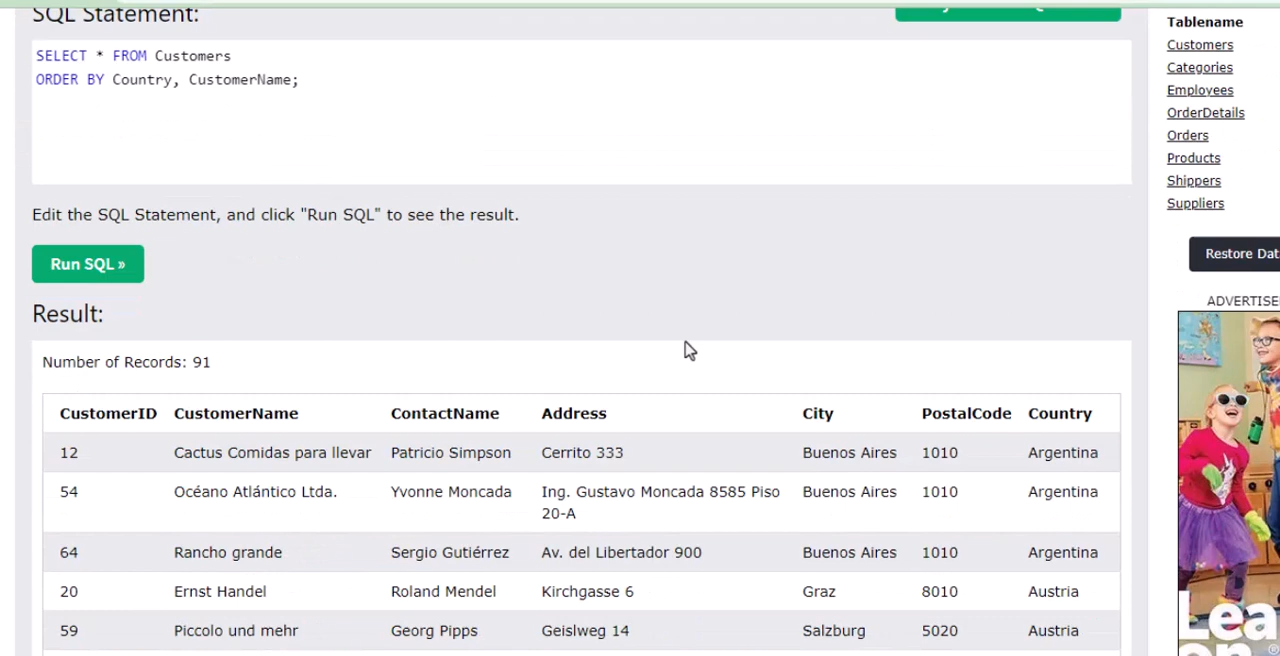 SQL Statement:
SELECT * FROM Customers
ORDER BY Country, CustomerName;
Edit the SQL Statement, and click "Run SQL" to see the result.
Run SQL »
Result:
Number of Records: 91
CustomerID CustomerName ContactName Address City PostalCode Country
12 Cactus Comidas para llevar Patricio Simpson Cerrito 333 Buenos Aires 1010 Argentina
54 Océano Atlántico Ltda. Yvonne Moncada Ing. Gustavo Moncada 8585 Piso Buenos Aires 1010 Argentina
20-A
64 Rancho grande Sergio Gutiérrez Av. del Libertador 900 Buenos Aires 1010 Argentina
20 Ernst Handel Roland Mendel Kirchgasse 6 Graz 8010 Austria
59 Piccolo und mehr Georg Pipps Geislweg 14 Salzburg 5020 Austria
Tablename
Customers
Categories
Employees
OrderDetails
Orders
Products
Shippers
Suppliers
Restore Dat
ADVERTISE
Lea